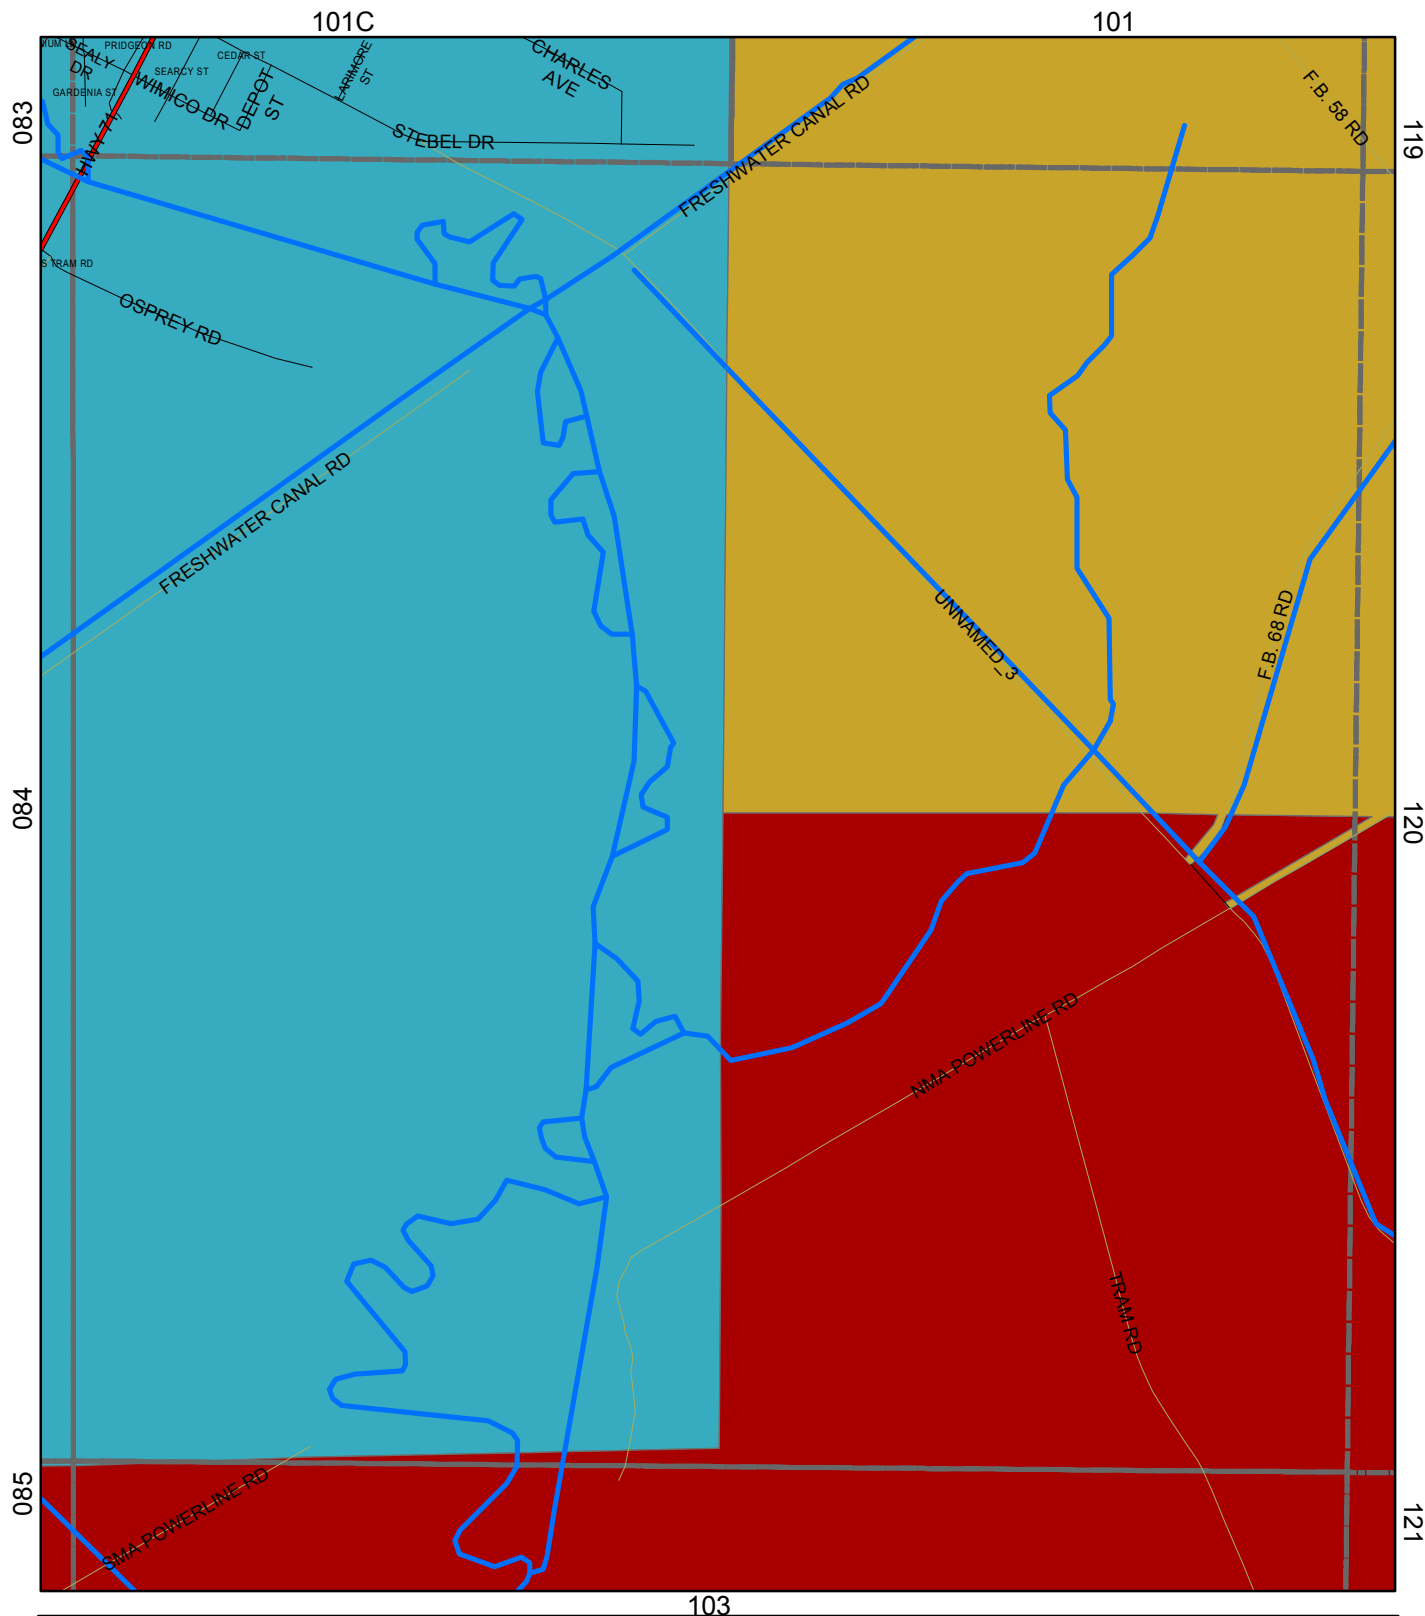 101C
101
083
119
SEALY
DR
PRIDGEON RD
CEDAR ST
SEARCY ST
GARDENIA ST
WIMICO DR
DEPOT
ST
LARIMORE
ST
CHARLES
AVE
F.B. 58 RD
HWY 71
STEBEL DR
FRESHWATER CANAL RD
S TRAM RD
OSPREY RD
FRESHWATER CANAL RD
UNNAMED_3
F.B. 68 RD
084
120
NMA POWERLINE RD
TRAM RD
085
SMA POWERLINE RD
121
103